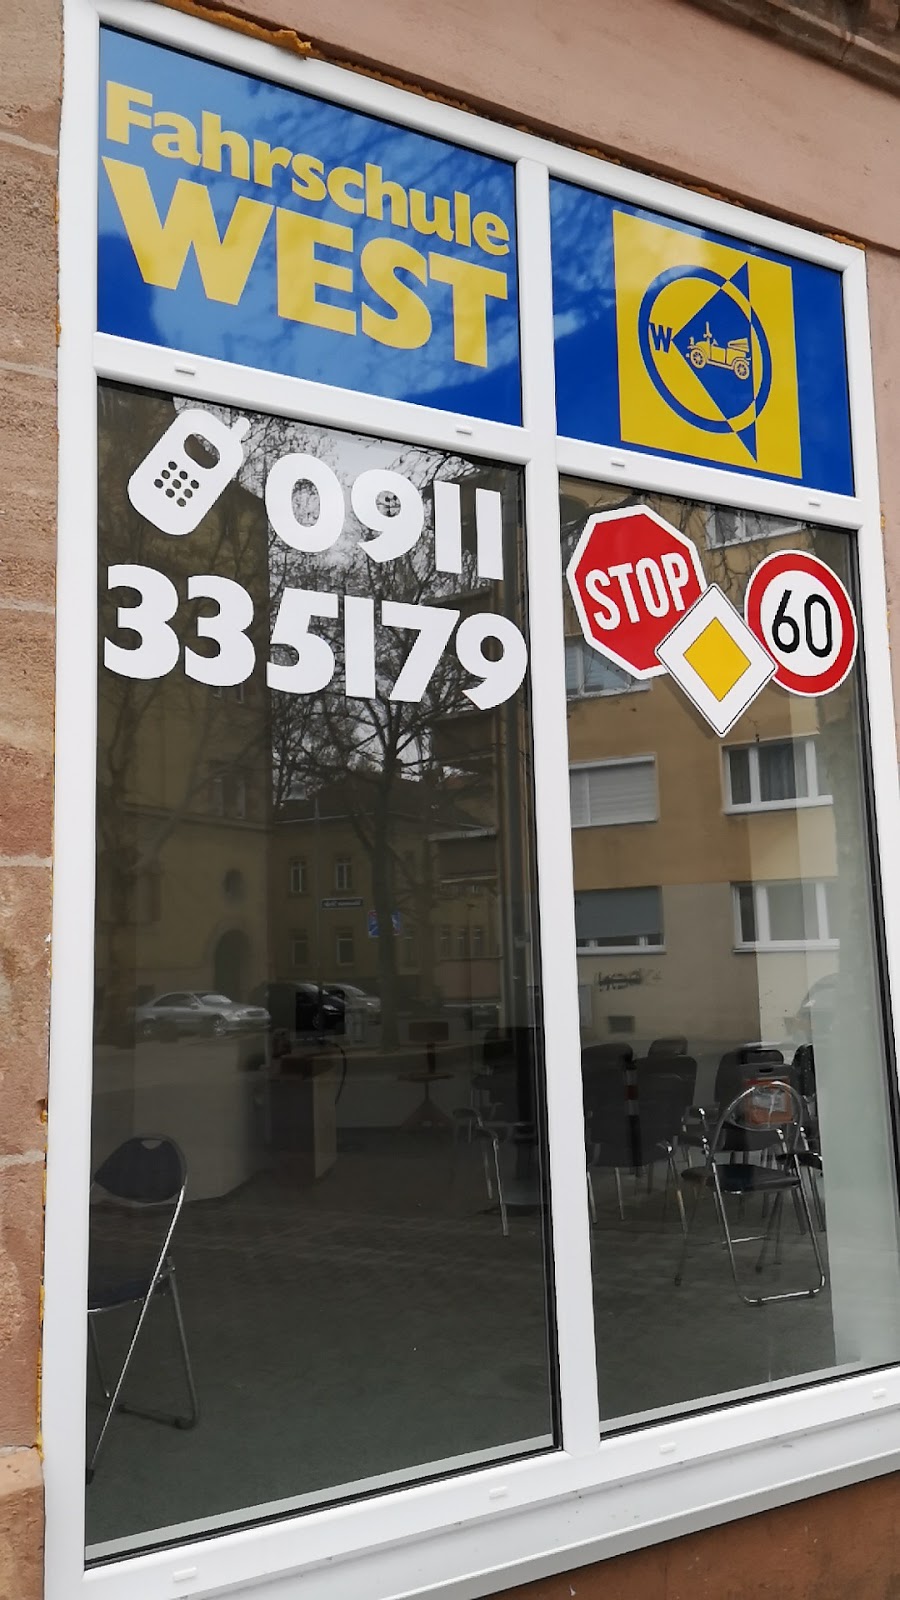 Fahrschule
WEST
W
0911
335179
STOP
60